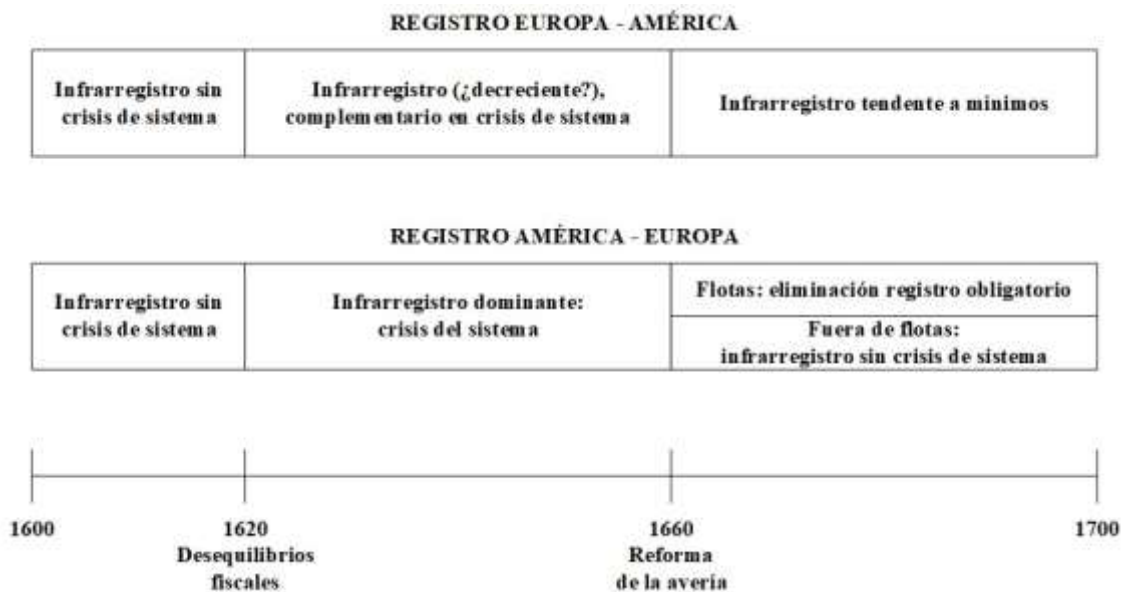 REGISTRO EUROPA - AMÉRICA
Infrarregistro sin
crisis de sistema
Infrarregistro (¿decreciente?),
complementario en crisis de sistema
Infrarregistro tendente a mínimos
REGISTRO AMÉRICA - EUROPA
Infrarregistro sin
crisis de sistema
Infrarregistro dominante:
crisis del sistema
Flotas: eliminación registro obligatorio
Fuera de flotas:
infrarregistro sin crisis de sistema
1600
1620
Desequilibrios
fiscales
1660
Reforma
de la avería
1700